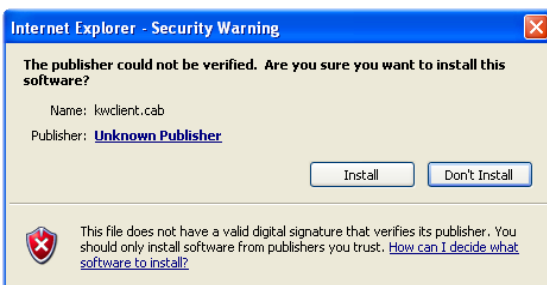 Internet Explorer - Security Warning
The publisher could not be verified. Are you sure you want to install this
software?
Name: kwclient.cab
Publisher: Unknown Publisher
Install Don't Install
This file does not have a valid digital signature that verifies its publisher. You
should only install software from publishers you trust. How can I decide what
software to install?